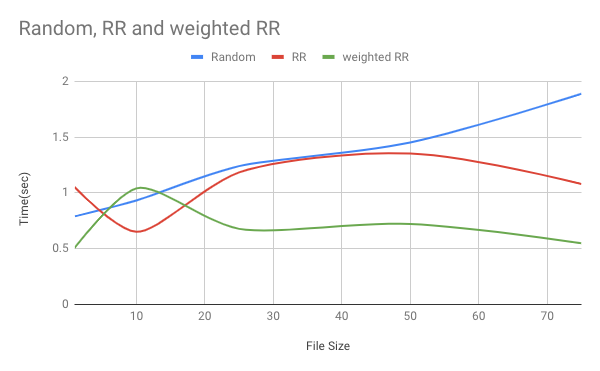 Random, RR and weighted RR
Random RR weighted RR
2
1.5
1
0.5
0
Time(sec)
10 20 30 40 50 60 70
File Size